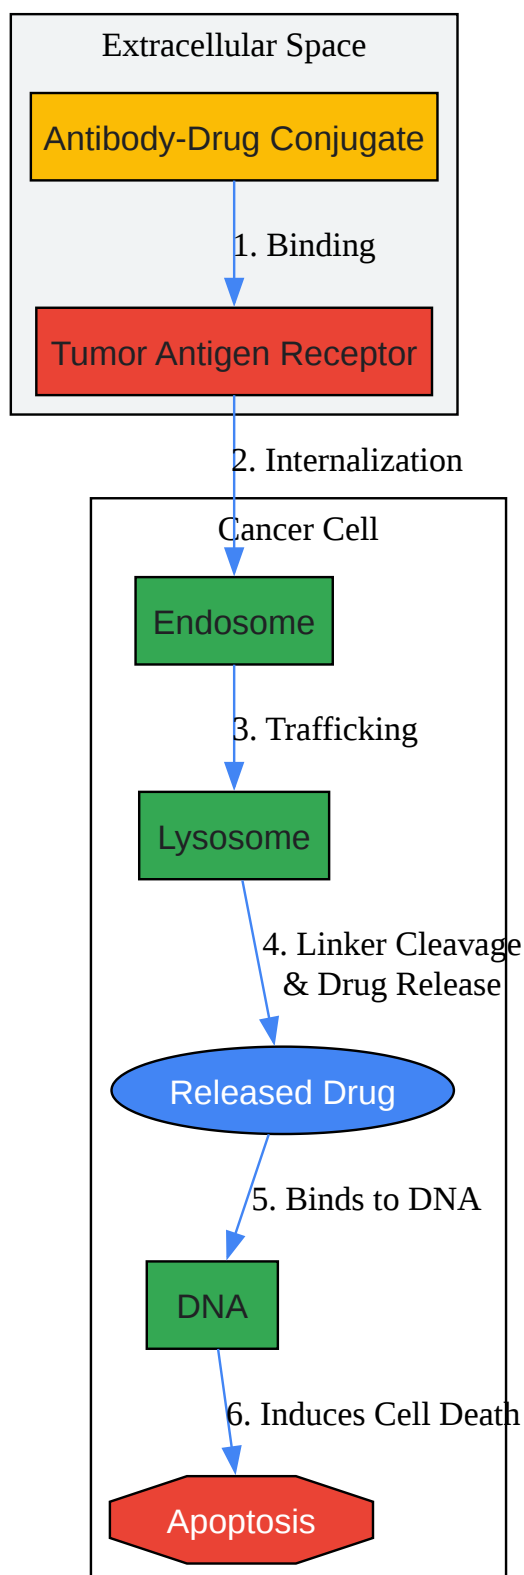 Extracellular Space
Antibody-Drug Conjugate
1. Binding
Tumor Antigen Receptor
2. Internalization
Cancer Cell
Endosome
3. Trafficking
Lysosome
4. Linker Cleavage
& Drug Release
Released Drug
5. Binds to DNA
DNA
6. Induces Cell Death
Apoptosis